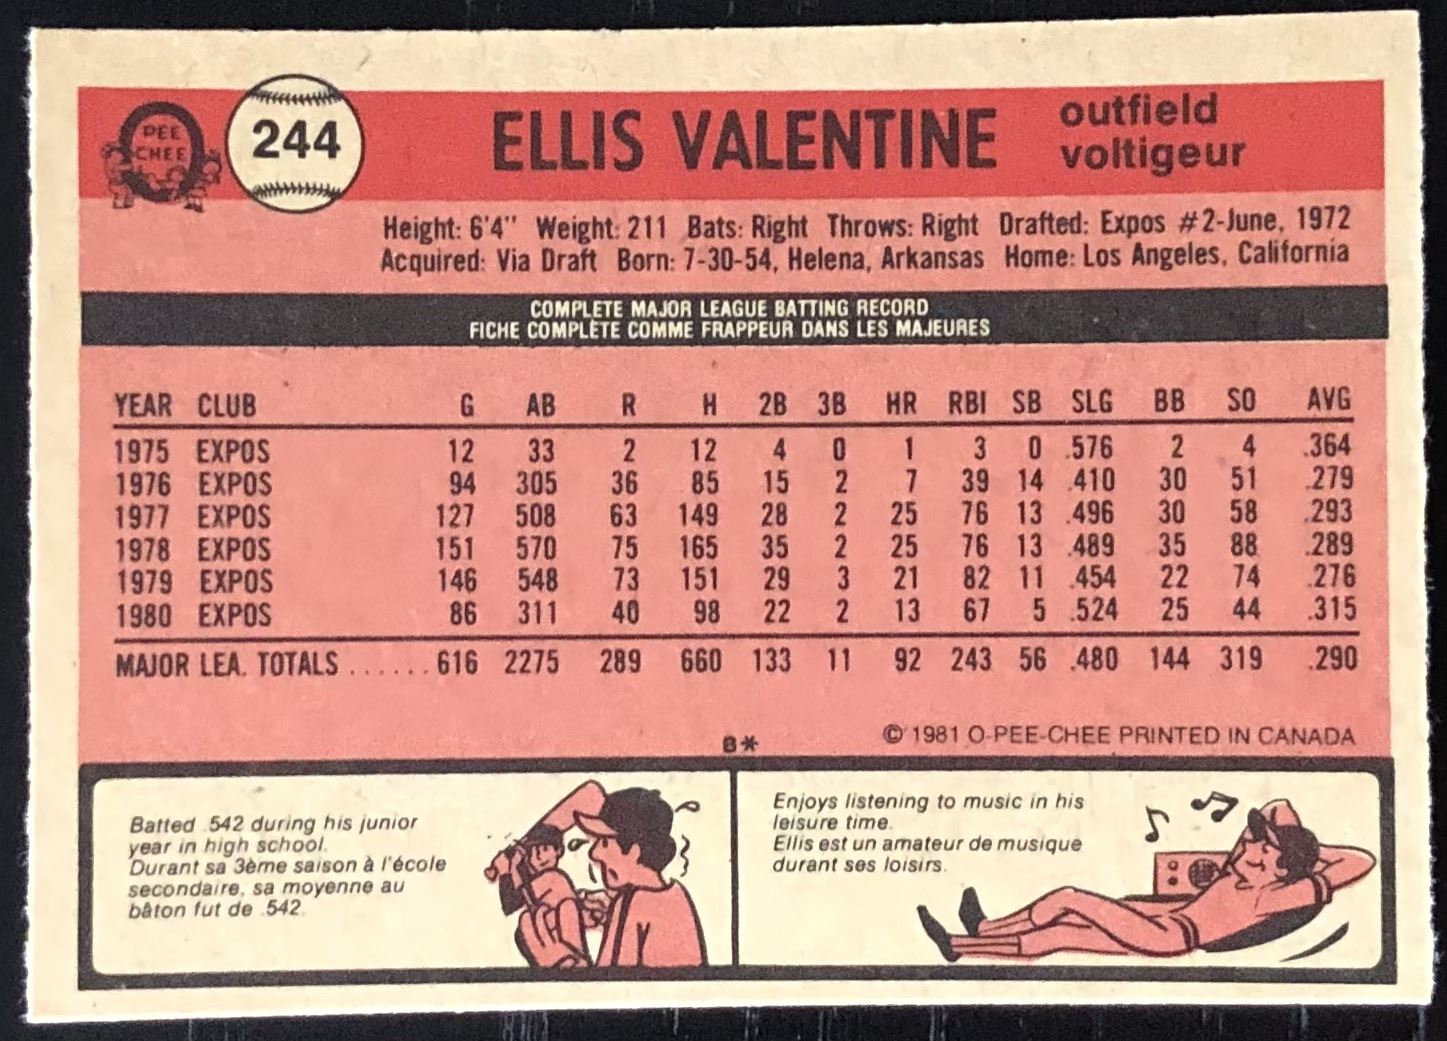 PEE
CHEE
244
ELLIS VALENTINE
outfield
voltigeur
Height: 6'4" Weight: 211 Bats: Right Throws: Right Drafted: Expos #2-June, 1972
Acquired: Via Draft Born: 7-30-54, Helena, Arkansas Home: Los Angeles, California
COMPLETE MAJOR LEAGUE BATTING RECORD
FICHE COMPLÈTE COMME FRAPPEUR DANS LES MAJEURES
YEAR CLUB G AB R H 2B 3B HR RBI SB SLG BB SO AVG
1975 EXPOS 12 33 2 12 4 0 1 3 0 .576 2 4 .364
1976 EXPOS 94 305 36 85 15 2 7 39 14 .410 30 51 .279
1977 EXPOS 127 508 63 149 28 2 25 76 13 .496 30 58 .293
1978 EXPOS 151 570 75 165 35 2 25 76 13 .489 35 88 .289
1979 EXPOS 146 548 73 151 29 3 21 82 11 .454 22 74 .276
1980 EXPOS 86 311 40 98 22 2 13 67 5 .524 25 44 .315
MAJOR LEA. TOTALS ...... 616 2275 289 660 133 11 92 243 56 .480 144 319 .290
B* © 1981 O-PEE-CHEE PRINTED IN CANADA
Batted .542 during his junior
year in high school.
Durant sa 3ème saison à l'école
secondaire, sa moyenne au
bâton fut de .542.
Enjoys listening to music in his
leisure time.
Ellis est un amateur de musique
durant ses loisirs.